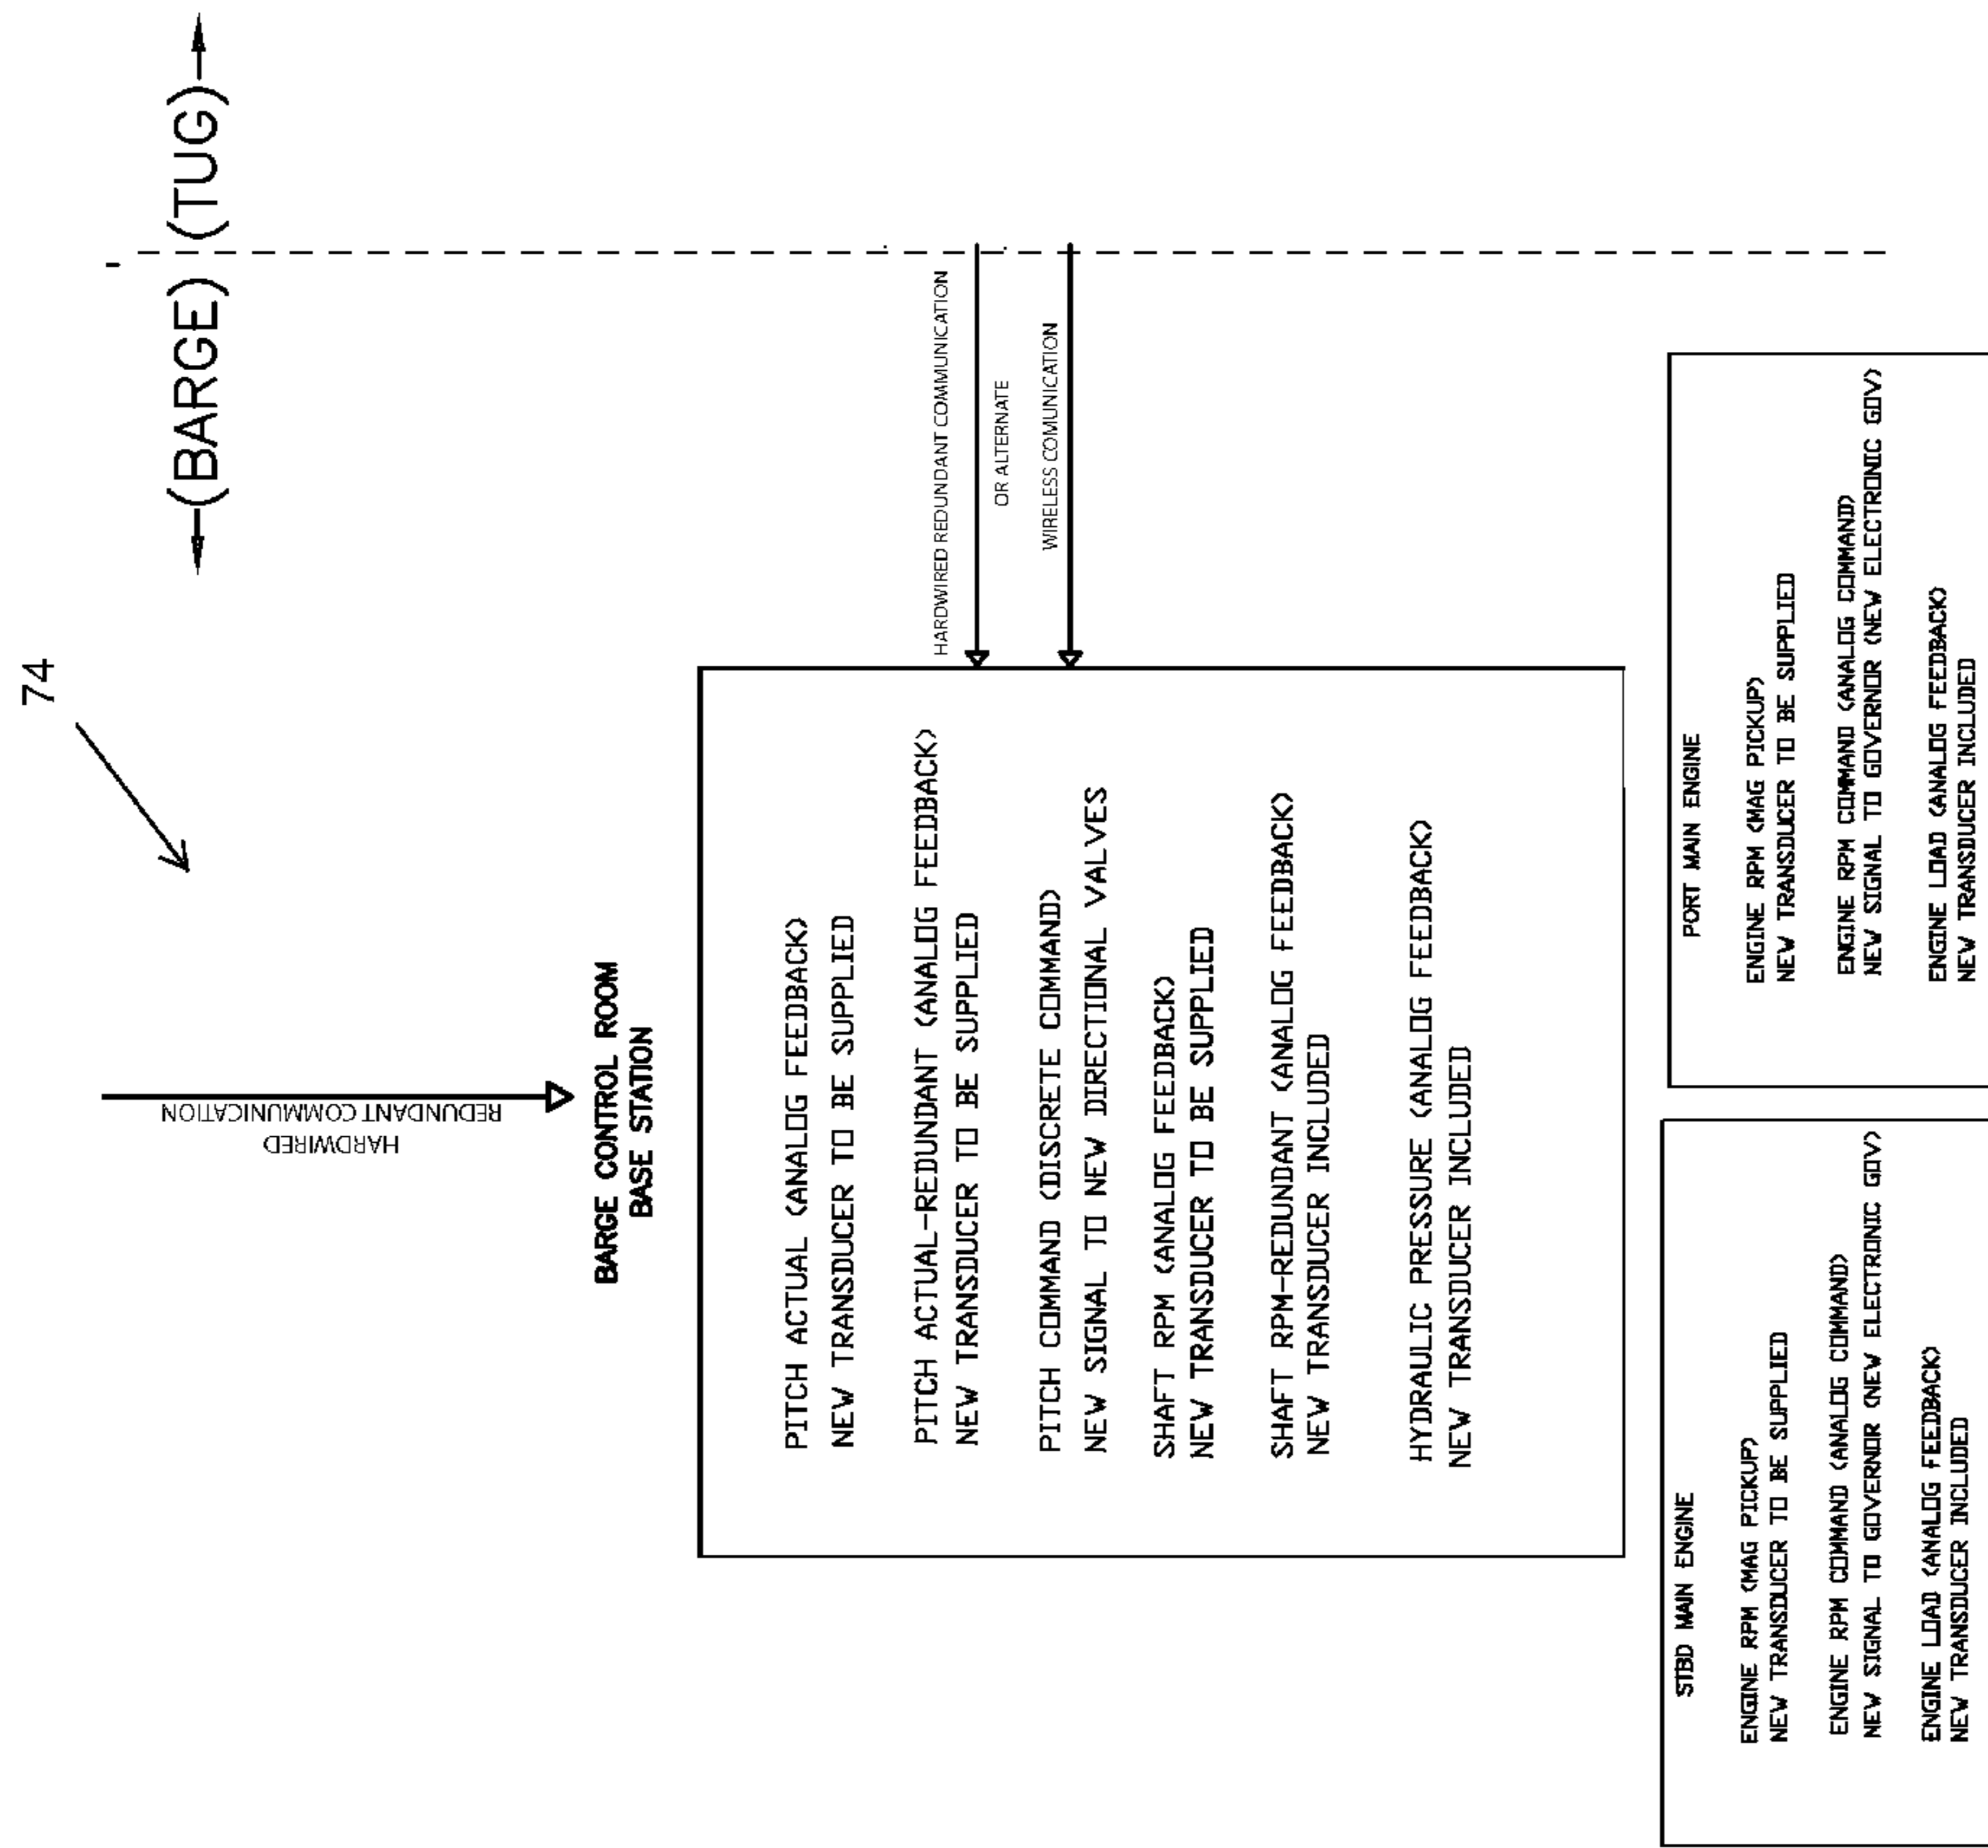 74
(BARGE) (TUG)
HARDWIRED
REDUNDANT COMMUNICATION
BARGE CONTROL ROOM
BASE STATION
HARDWIRED REDUNDANT COMMUNICATION
OR ALTERNATE
WIRELESS COMUNICATION
PITCH ACTUAL (ANALOG FEEDBACK)
NEW TRANSDUCER TO BE SUPPLIED
PITCH ACTUAL-REDUNDANT (ANALOG FEEDBACK)
NEW TRANSDUCER TO BE SUPPLIED
PITCH COMMAND (DISCRETE COMMAND)
NEW SIGNAL TO NEW DIRECTIONAL VALVES
SHAFT RPM (ANALOG FEEDBACK)
NEW TRANSDUCER TO BE SUPPLIED
SHAFT RPM-REDUNDANT (ANALOG FEEDBACK)
NEW TRANSDUCER INCLUDED
HYDRAULIC PRESSURE (ANALOG FEEDBACK)
NEW TRANSDUCER INCLUDED
STBD MAIN ENGINE
ENGINE RPM (MAG PICKUP)
NEW TRANSDUCER TO BE SUPPLIED
ENGINE RPM COMMAND (ANALOG COMMAND)
NEW SIGNAL TO GOVERNOR (NEW ELECTRONIC GOV)
ENGINE LOAD (ANALOG FEEDBACK)
NEW TRANSDUCER INCLUDED
PORT MAIN ENGINE
ENGINE RPM (MAG PICKUP)
NEW TRANSDUCER TO BE SUPPLIED
ENGINE RPM COMMAND (ANALOG COMMAND)
NEW SIGNAL TO GOVERNOR (NEW ELECTRONIC GOV)
ENGINE LOAD (ANALOG FEEDBACK)
NEW TRANSDUCER INCLUDED